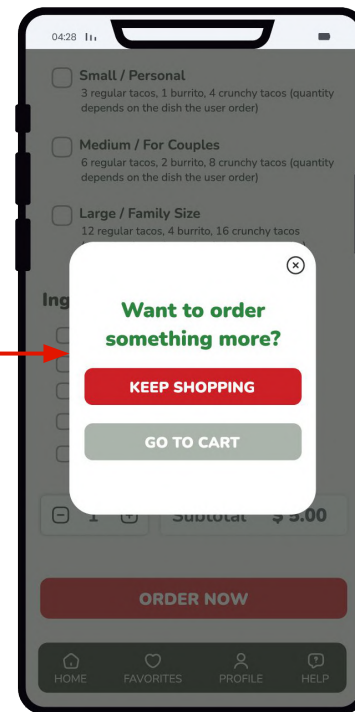 04:28
Small / Personal
3 regular tacos, 1 burrito, 4 crunchy tacos (quantity
depends on the dish the user order)
Medium / For Couples
6 regular tacos, 2 burrito, 8 crunchy tacos (quantity
depends on the dish the user order)
Large / Family Size
12 regular tacos, 4 burrito, 16 crunchy tacos
Ing
Want to order
something more?
KEEP SHOPPING
GO TO CART
1 Subtotal $ 5.00
ORDER NOW
HOME FAVORITES PROFILE HELP